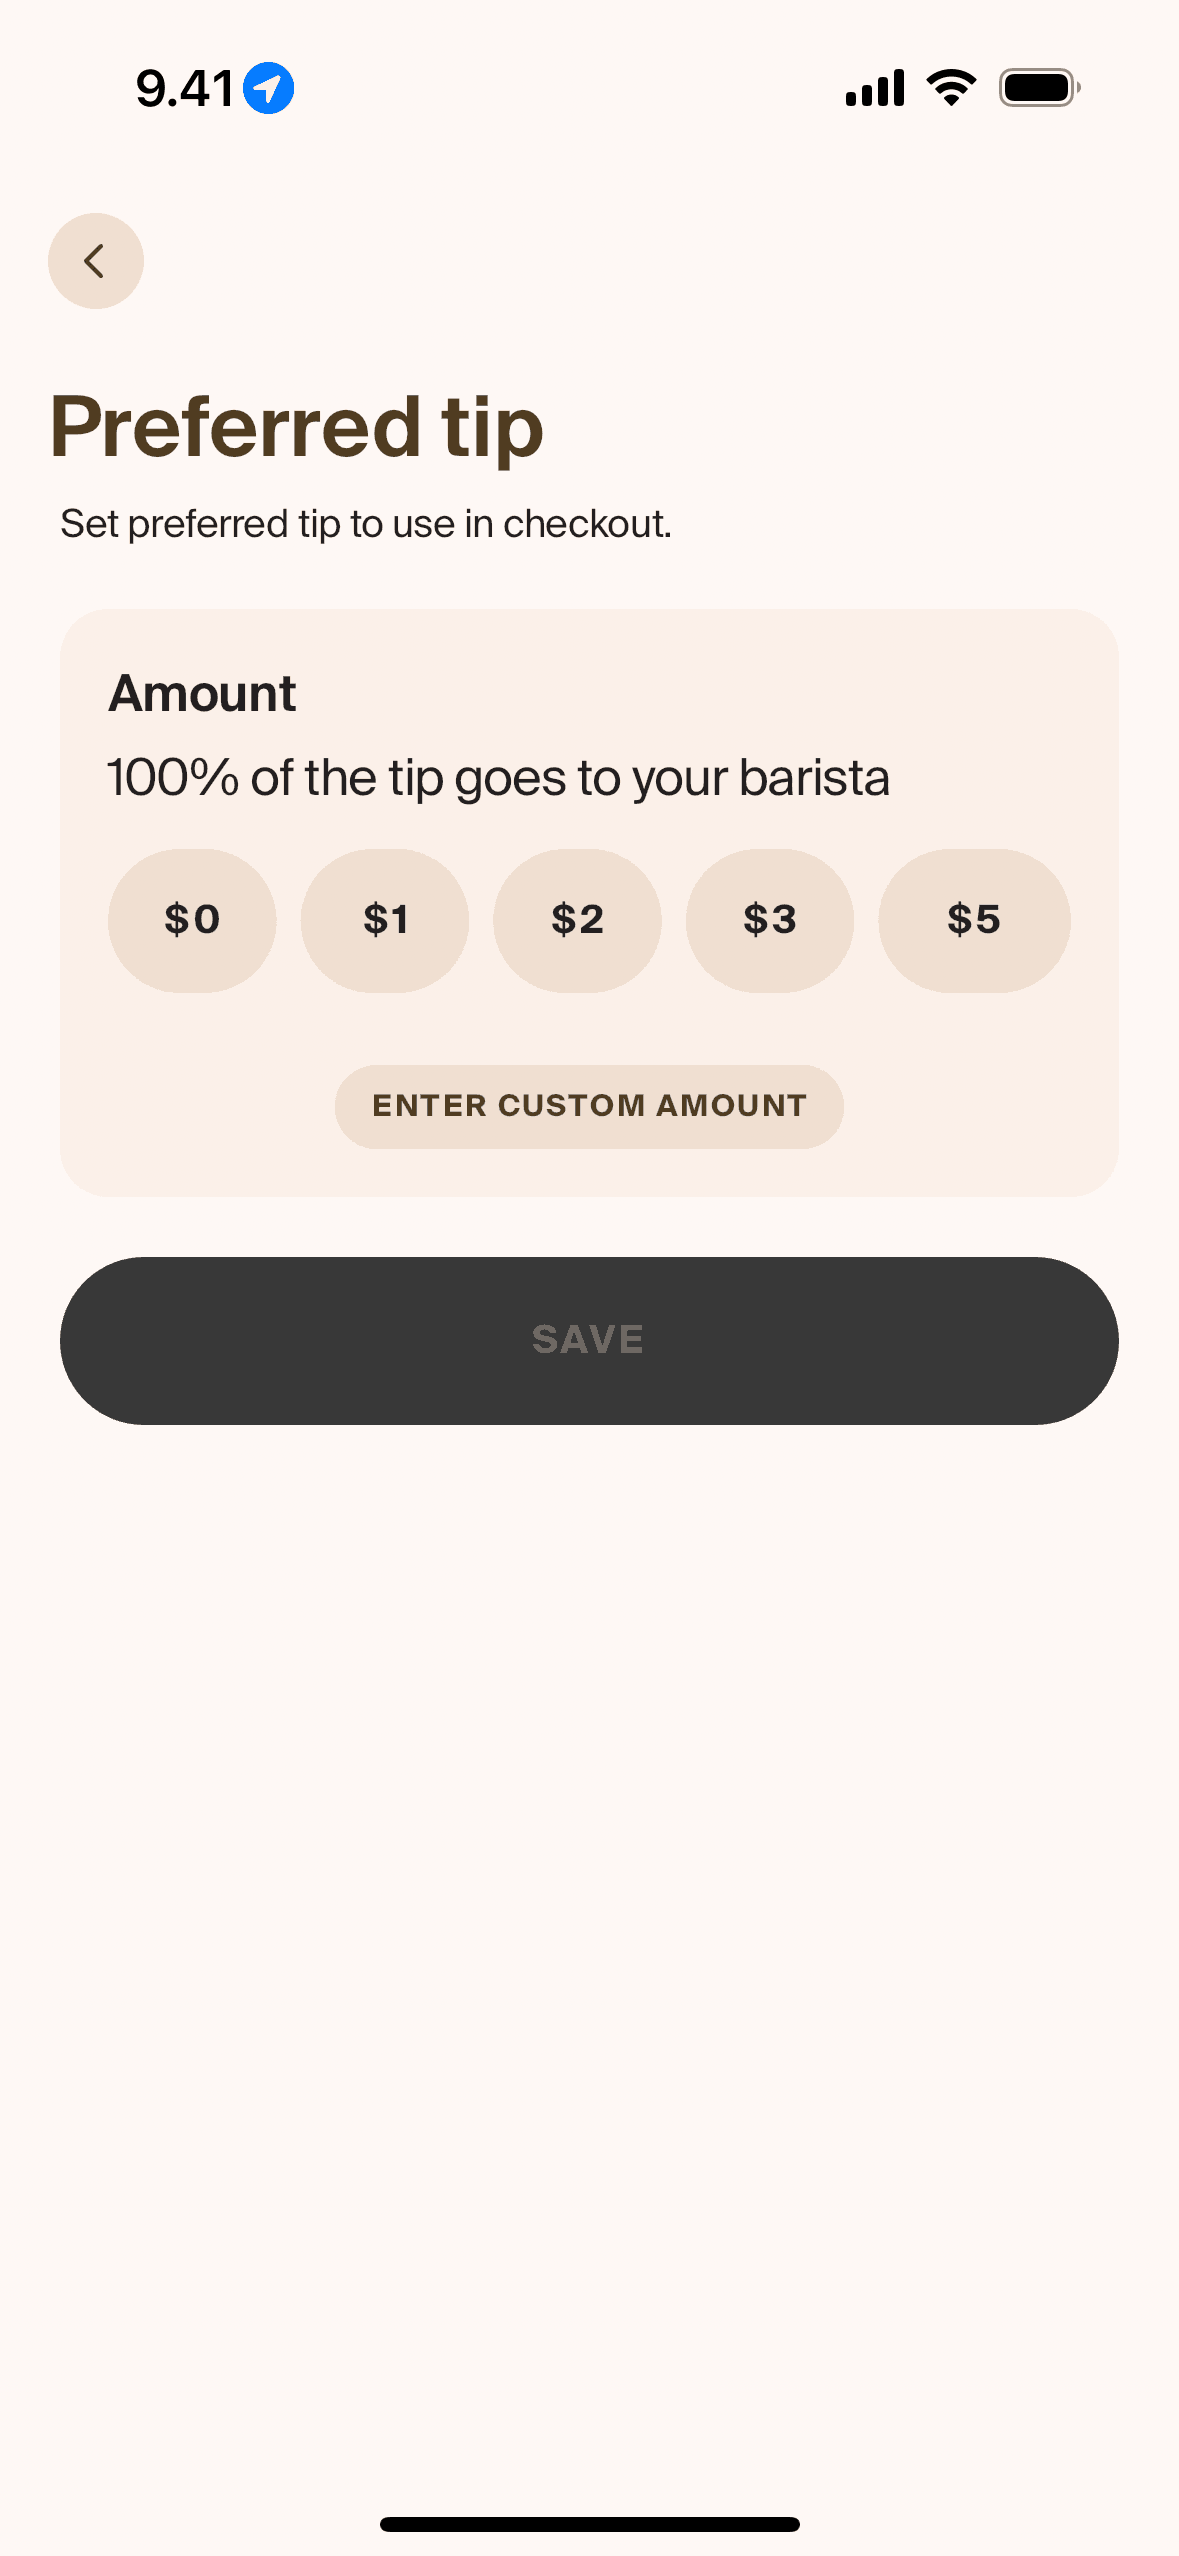 9.41
Preferred tip
Set preferred tip to use in checkout.
Amount
100% of the tip goes to your barista
$0 $1 $2 $3 $5
ENTER CUSTOM AMOUNT
SAVE